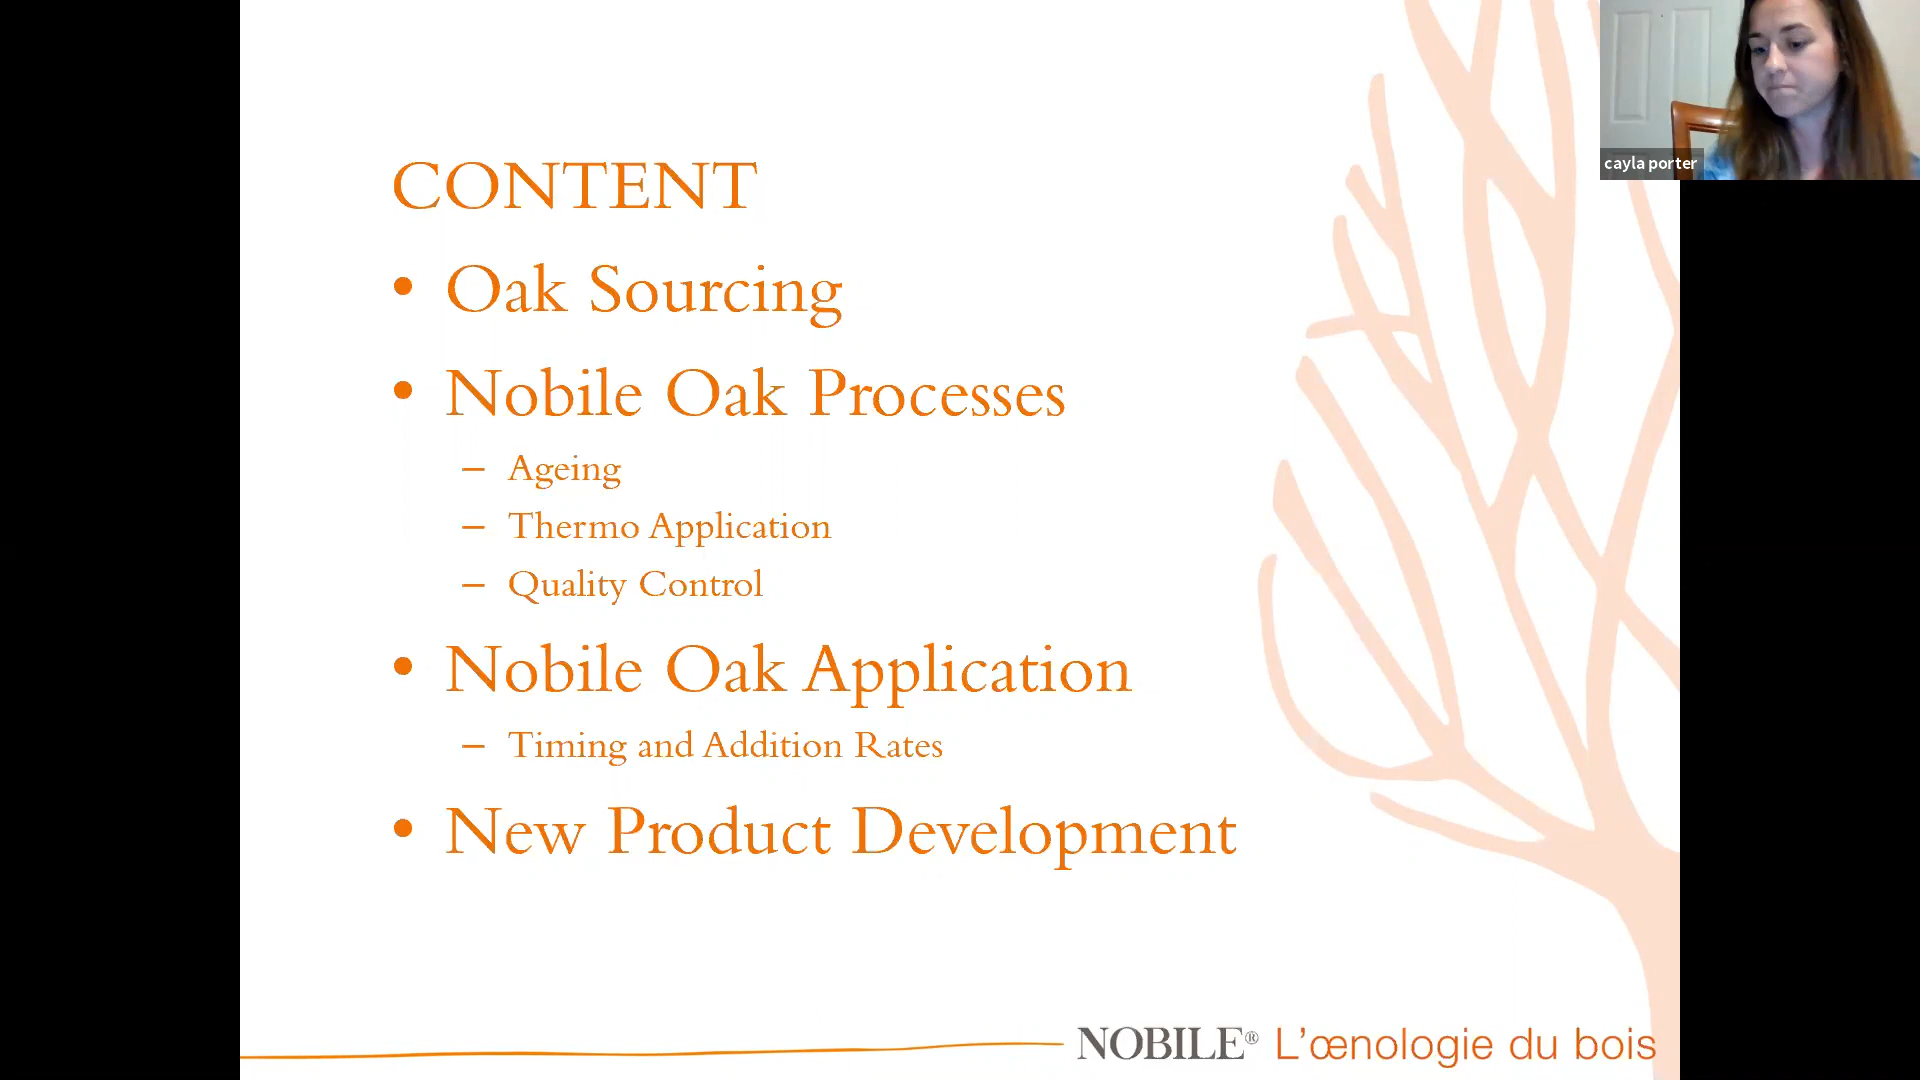 CONTENT
• Oak Sourcing
• Nobile Oak Processes
– Ageing
– Thermo Application
– Quality Control
• Nobile Oak Application
– Timing and Addition Rates
• New Product Development
NOBILE® L’œnologie du bois
cayla porter